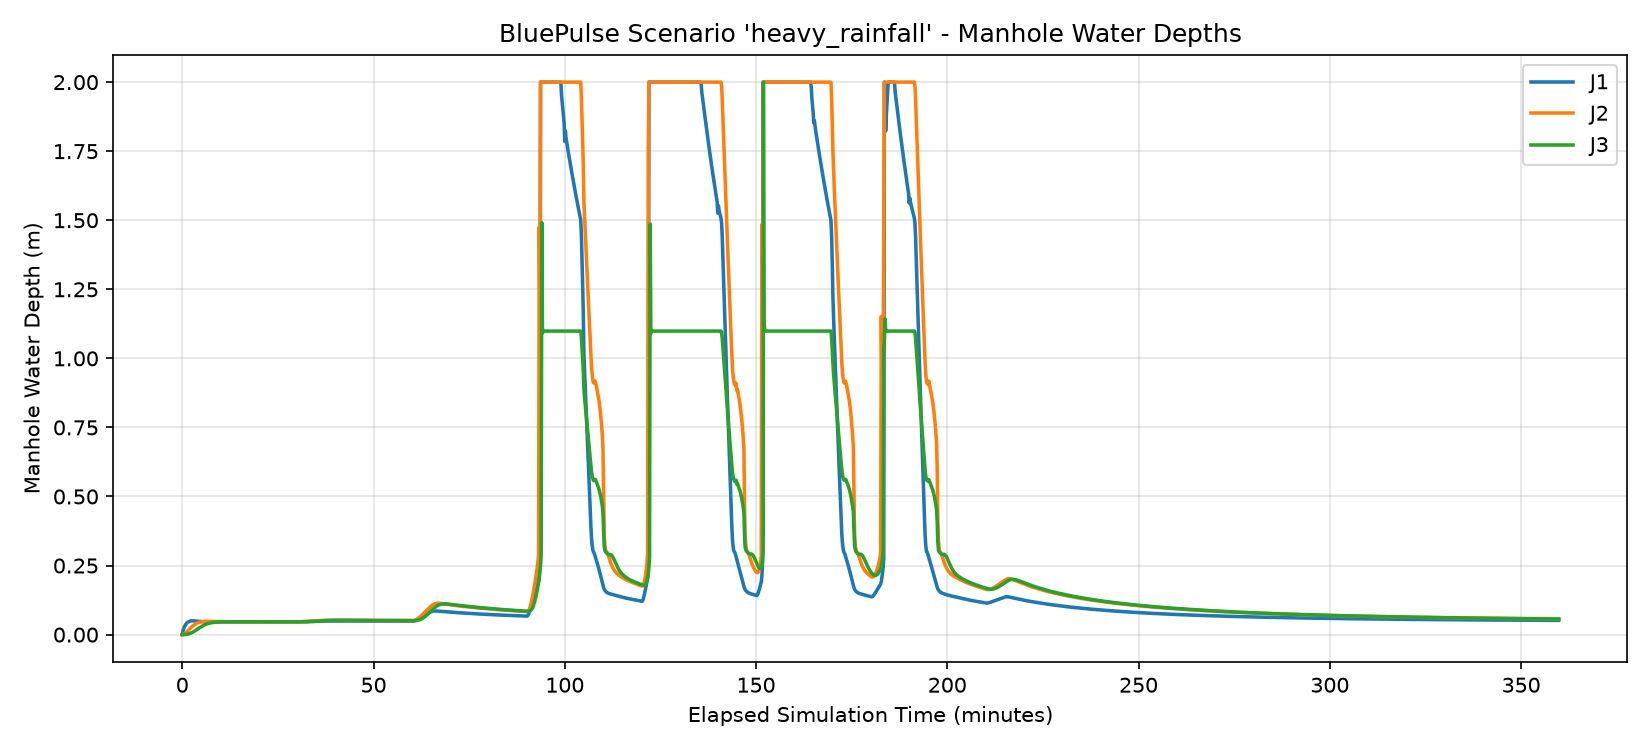 BluePulse Scenario 'heavy_rainfall' - Manhole Water Depths
Manhole Water Depth (m)
2.00
1.75
1.50
1.25
1.00
0.75
0.50
0.25
0.00
J1
J2
J3
0 50 100 150 200 250 300 350
Elapsed Simulation Time (minutes)